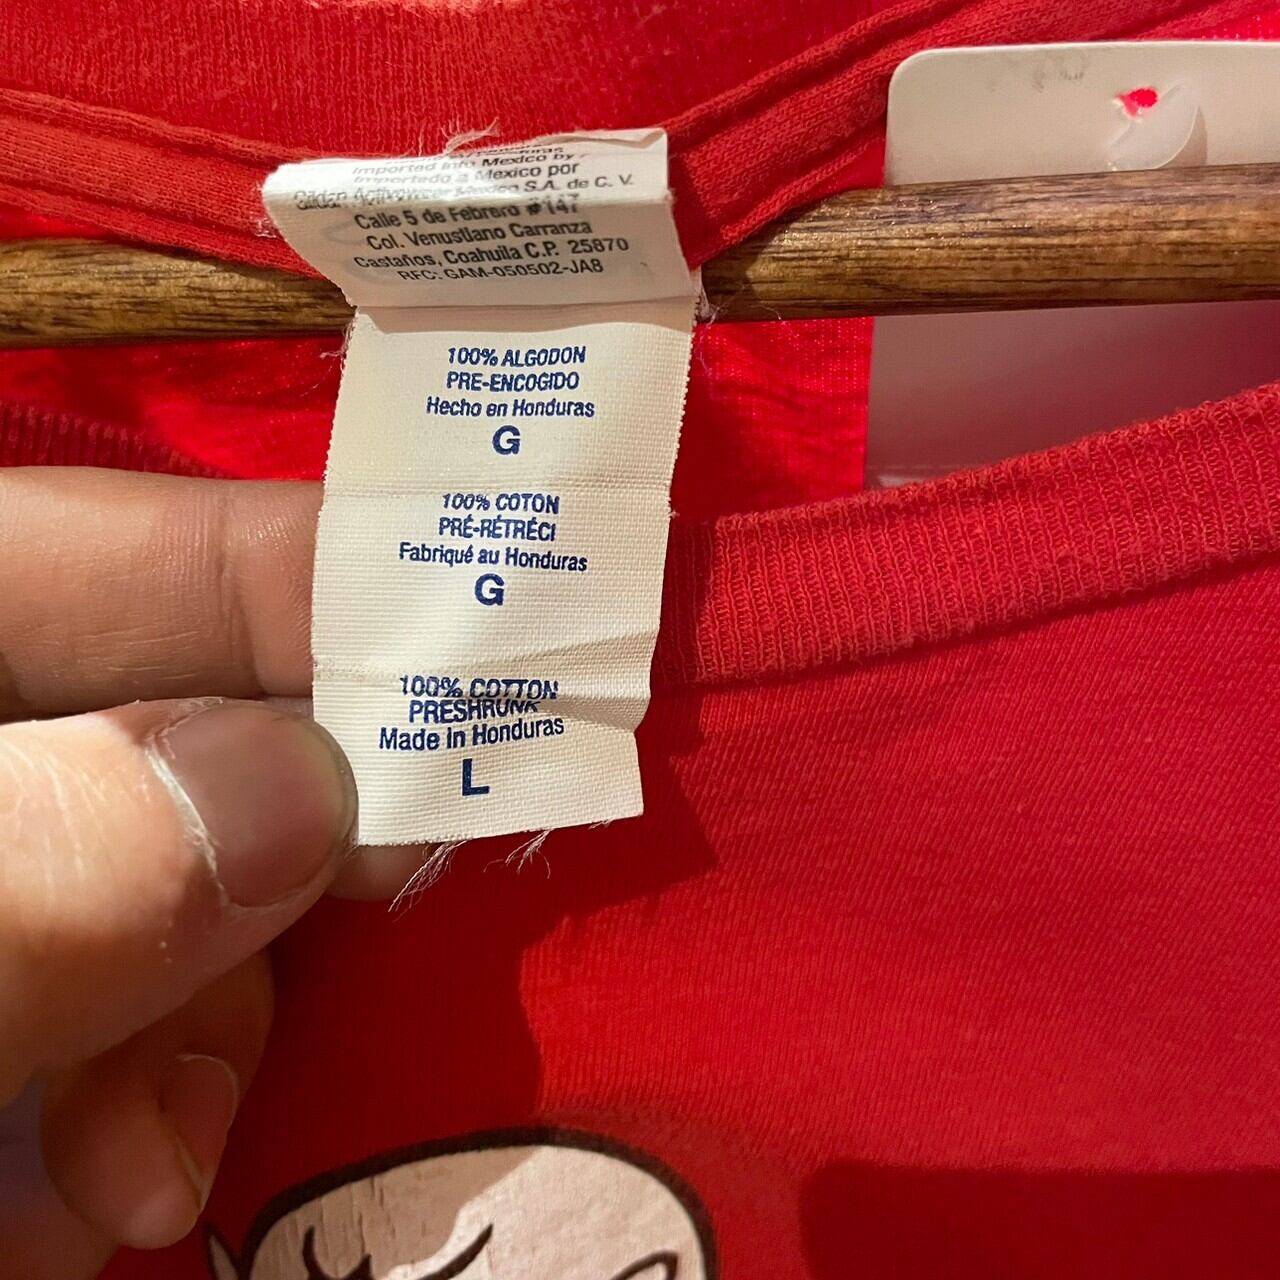 Imported into Mexico by /
Importado a Mexico por
Gildan Activewear Mexico S.A. de C. V.
Calle 5 de Febrero #147
Col. Venustiano Carranza
Castaños, Coahuila C.P. 25870
RFC: GAM-050502-JA8
100% ALGODON
PRE-ENCOGIDO
Hecho en Honduras
G
100% COTON
PRÉ-RÉTRÉCI
Fabriqué au Honduras
G
100% COTTON
PRESHRUNK
Made in Honduras
L